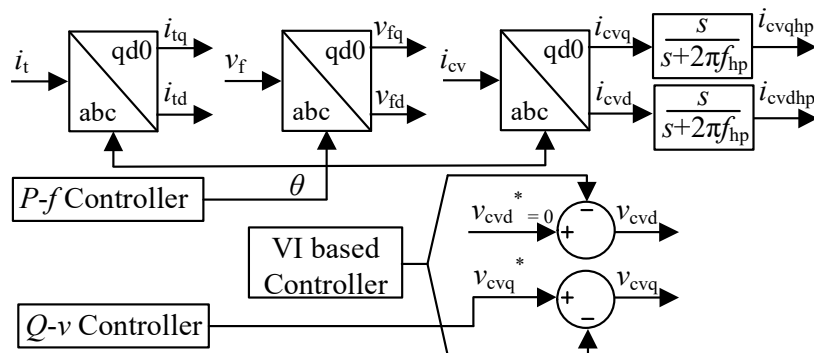 i_t
abc
qd0
i_tq
i_td
v_f
abc
qd0
v_fq
v_fd
i_cv
abc
qd0
i_cvq
i_cvd
s
s+2πf_hp
i_cvqhp
s
s+2πf_hp
i_cvdhp
P-f Controller
θ
VI based
Controller
v_cvd* = 0
−
+
v_cvd
Q-v Controller
v_cvq*
+
−
v_cvq